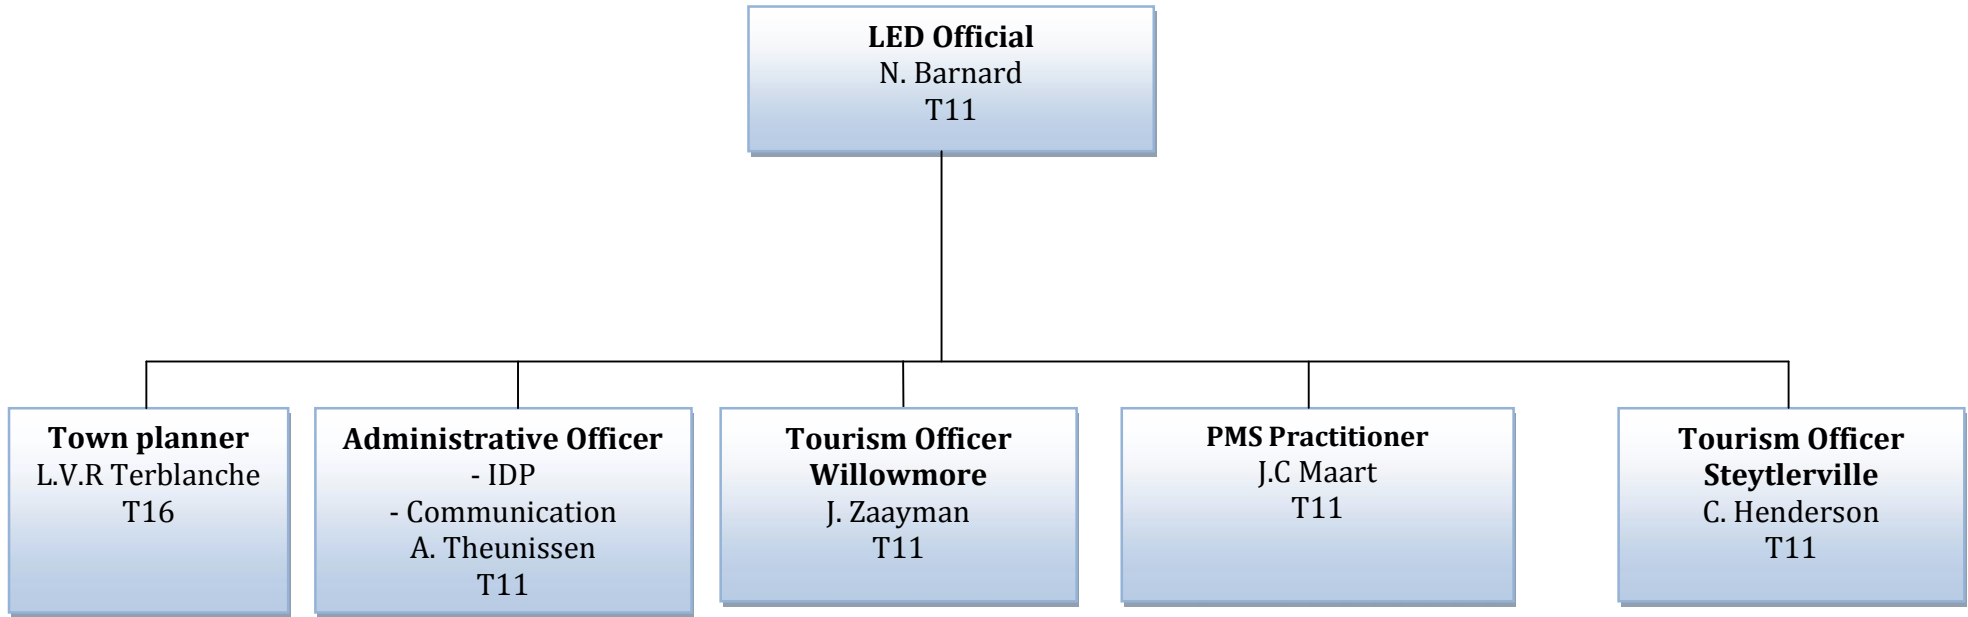 LED Official
N. Barnard
T11
Town planner
L.V.R Terblanche
T16
Administrative Officer
- IDP
- Communication
A. Theunissen
T11
Tourism Officer
Willowmore
J. Zaayman
T11
PMS Practitioner
J.C Maart
T11
Tourism Officer
Steytlerville
C. Henderson
T11